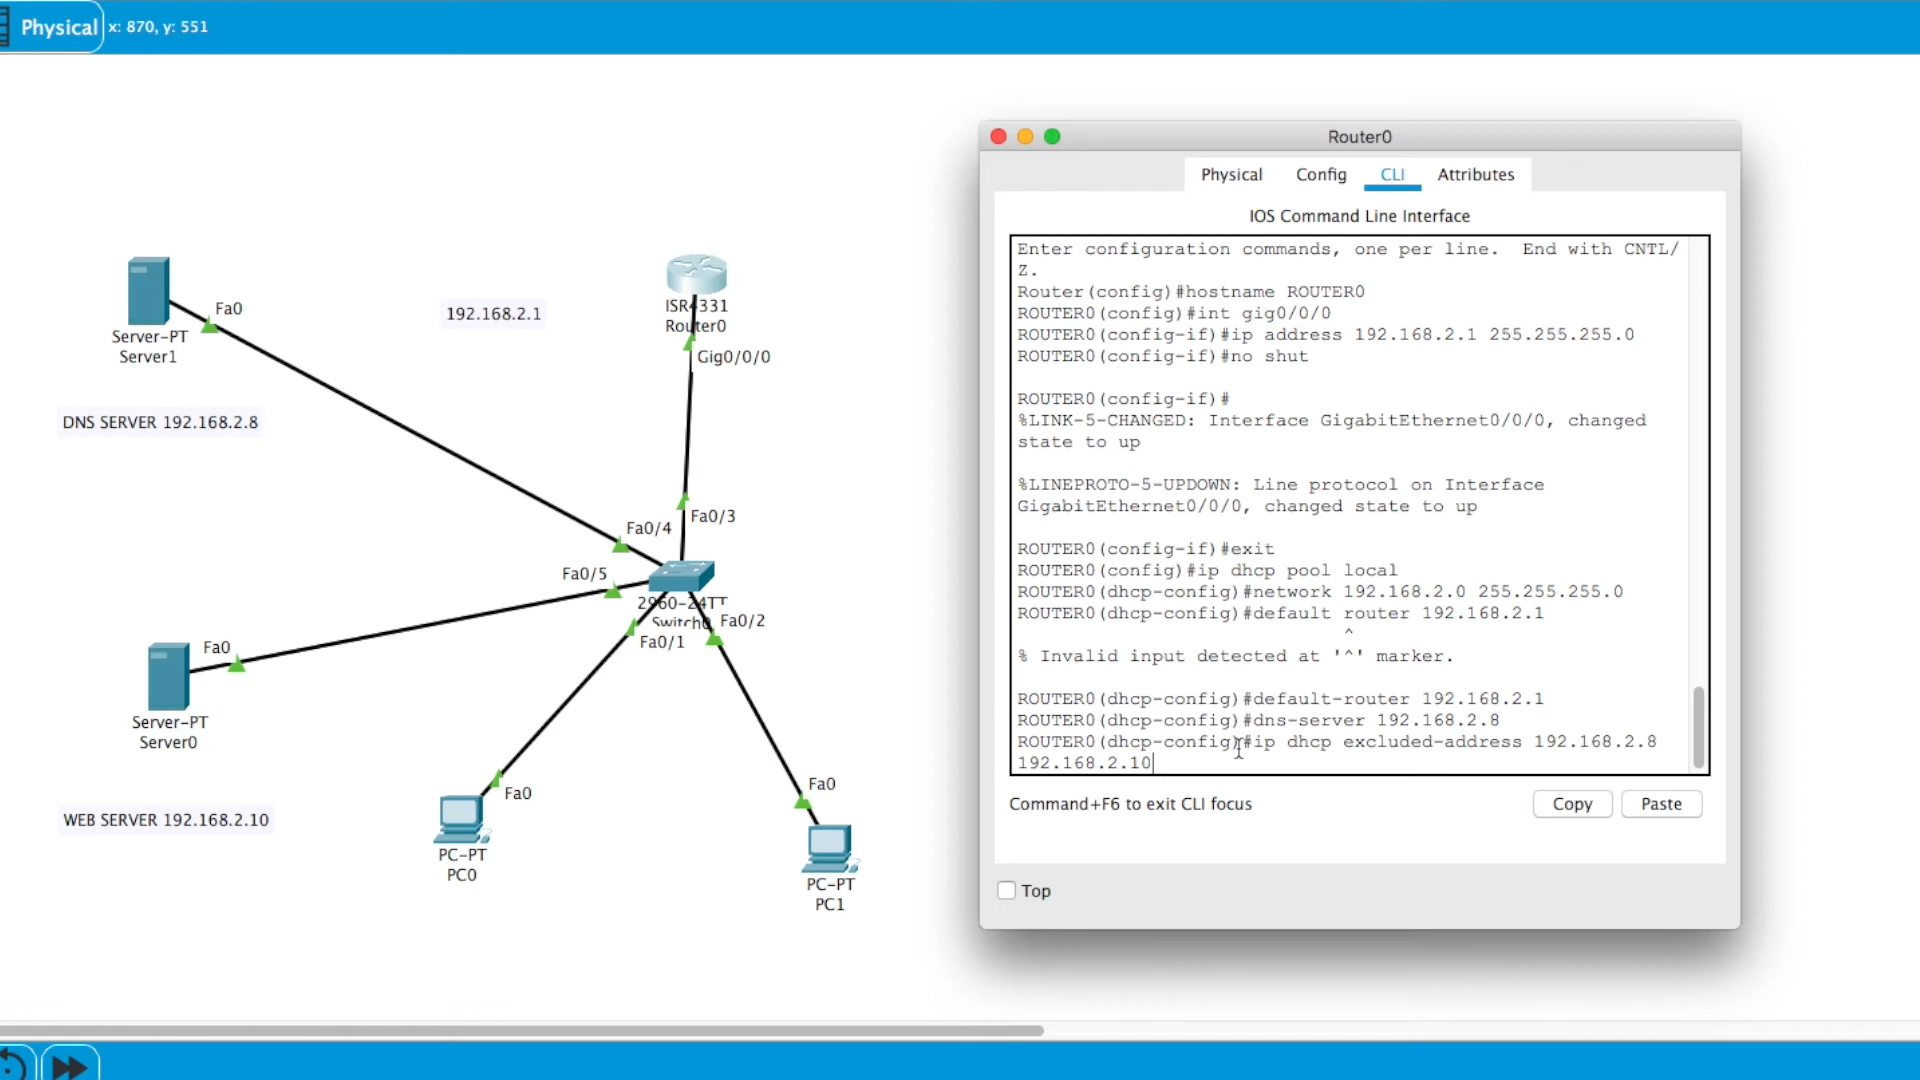 Physical x: 870, y: 551
Router0
Physical Config CLI Attributes
IOS Command Line Interface
Enter configuration commands, one per line. End with CNTL/
Z.
Router(config)#hostname ROUTER0
ROUTER0(config)#int gig0/0/0
ROUTER0(config-if)#ip address 192.168.2.1 255.255.255.0
ROUTER0(config-if)#no shut
ROUTER0(config-if)#
%LINK-5-CHANGED: Interface GigabitEthernet0/0/0, changed
state to up
%LINEPROTO-5-UPDOWN: Line protocol on Interface
GigabitEthernet0/0/0, changed state to up
ROUTER0(config-if)#exit
ROUTER0(config)#ip dhcp pool local
ROUTER0(dhcp-config)#network 192.168.2.0 255.255.255.0
ROUTER0(dhcp-config)#default router 192.168.2.1
^
% Invalid input detected at '^' marker.
ROUTER0(dhcp-config)#default-router 192.168.2.1
ROUTER0(dhcp-config)#dns-server 192.168.2.8
ROUTER0(dhcp-config)#ip dhcp excluded-address 192.168.2.8
192.168.2.10
Command+F6 to exit CLI focus
Copy Paste
Top
Fa0
Server-PT
Server1
DNS SERVER 192.168.2.8
192.168.2.1
ISR4331
Router0
Gig0/0/0
Fa0/3
Fa0/4
Fa0/5
2960-24TT
Switch0
Fa0/2
Fa0/1
Fa0
Server-PT
Server0
WEB SERVER 192.168.2.10
Fa0
PC-PT
PC0
Fa0
PC-PT
PC1